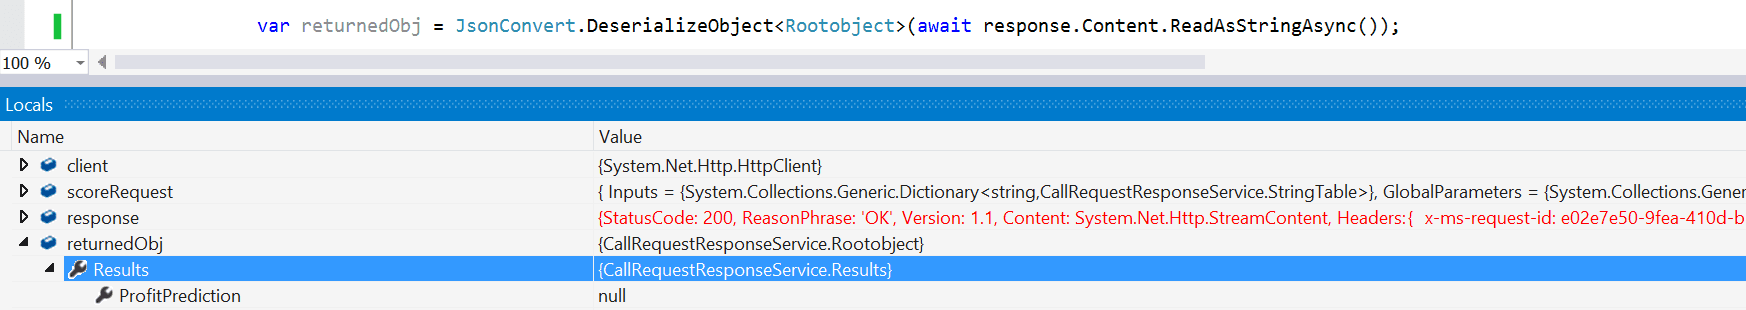 var returnedObj = JsonConvert.DeserializeObject<Rootobject>(await response.Content.ReadAsStringAsync());
100 %
Locals
Name Value
client {System.Net.Http.HttpClient}
scoreRequest { Inputs = {System.Collections.Generic.Dictionary<string,CallRequestResponseService.StringTable>}, GlobalParameters = {System.Collections.Gene
response {StatusCode: 200, ReasonPhrase: 'OK', Version: 1.1, Content: System.Net.Http.StreamContent, Headers:{ x-ms-request-id: e02e7e50-9fea-410d-b
returnedObj {CallRequestResponseService.Rootobject}
Results {CallRequestResponseService.Results}
ProfitPrediction null